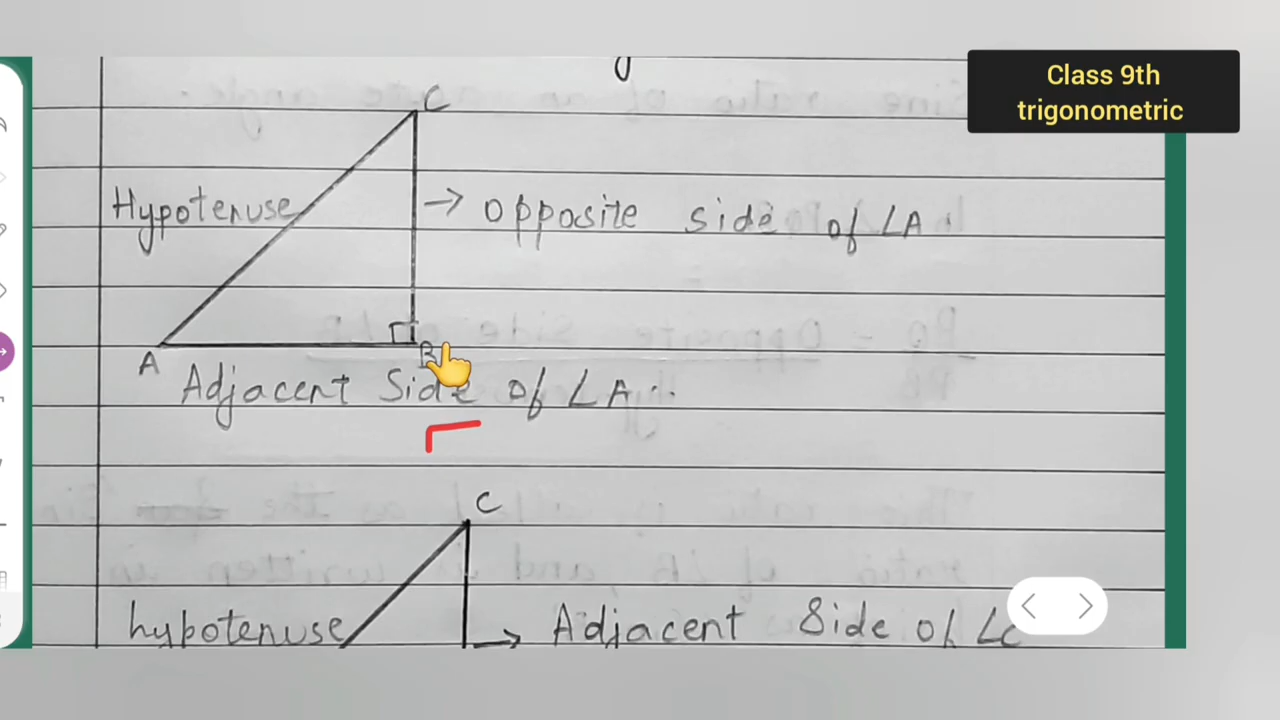 Class 9th
trigonometric
C
Hypotenuse
→ opposite side of ∠A.
A
B
Adjacent Side of ∠A.
C
hypotenuse
→ Adjacent Side of ∠C